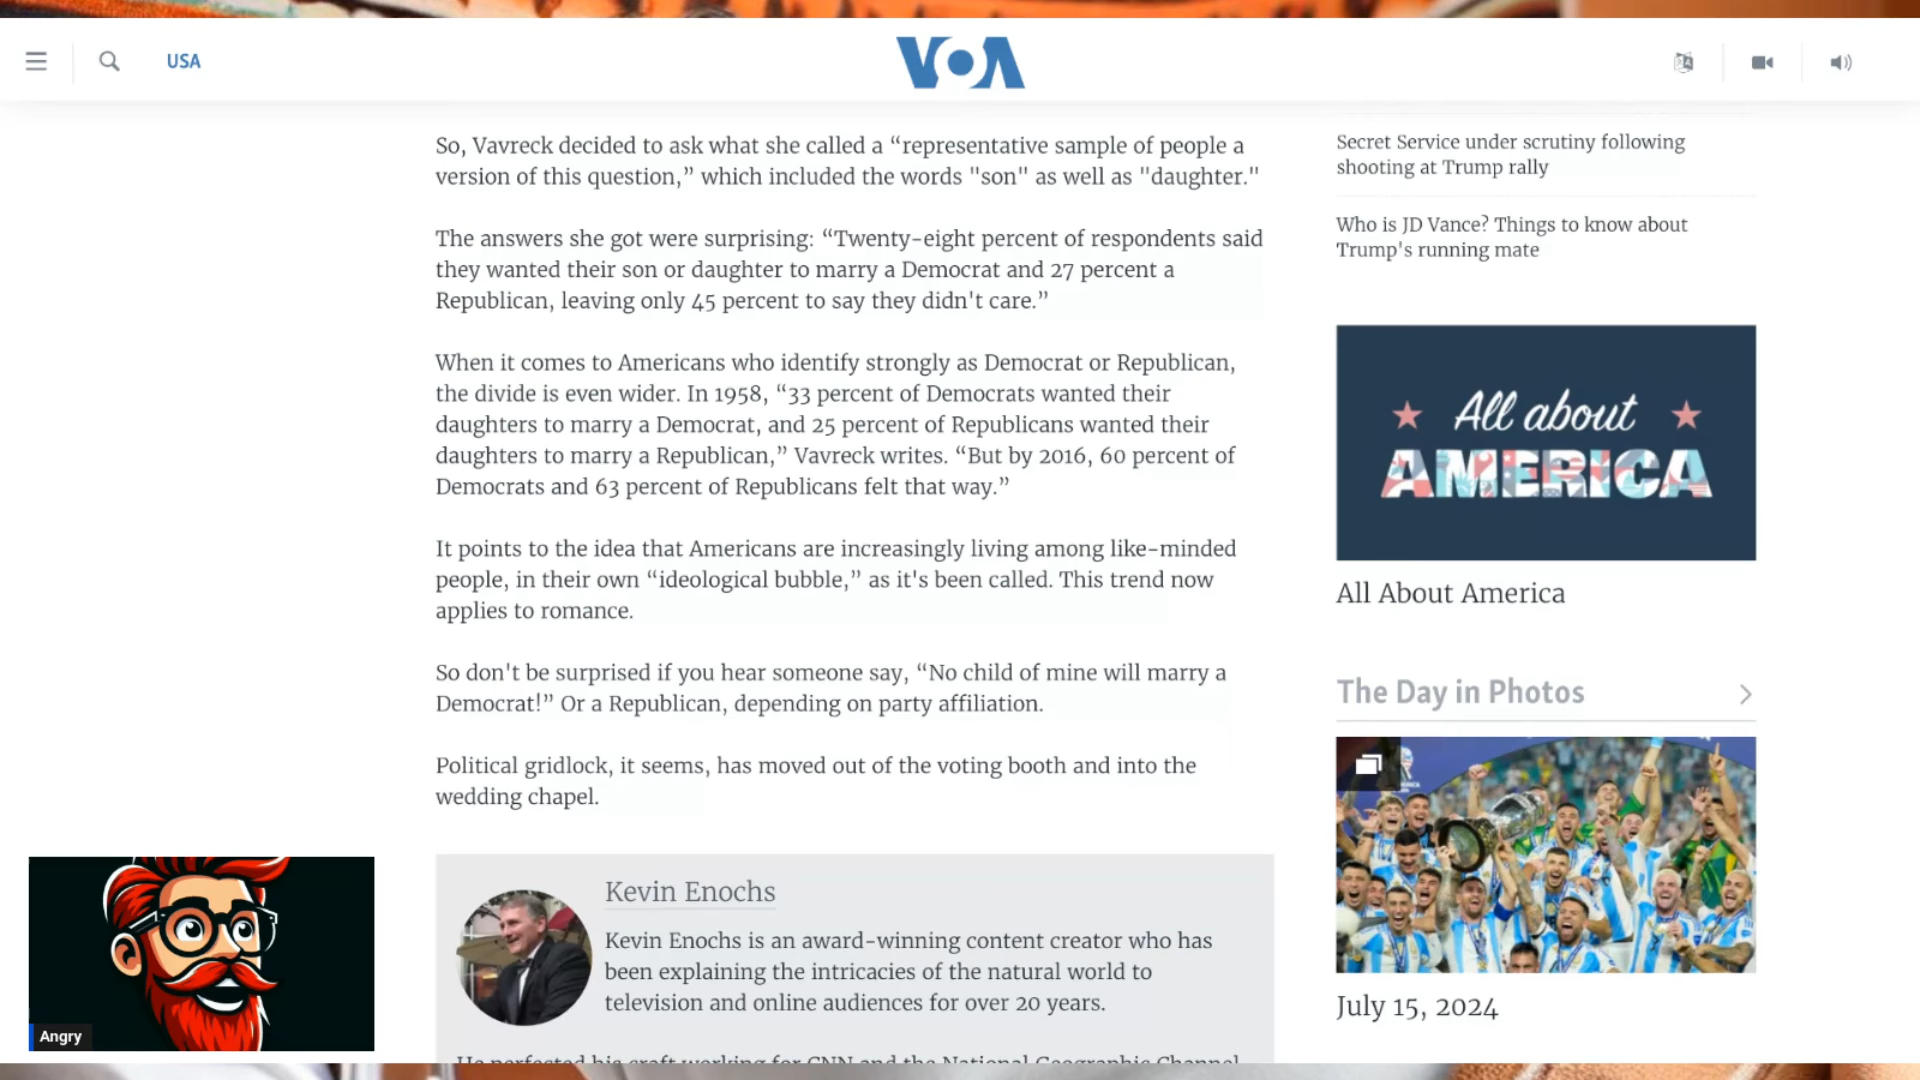 USA
VOA
So, Vavreck decided to ask what she called a “representative sample of people a
version of this question,” which included the words "son" as well as "daughter."
The answers she got were surprising: “Twenty-eight percent of respondents said
they wanted their son or daughter to marry a Democrat and 27 percent a
Republican, leaving only 45 percent to say they didn't care.”
When it comes to Americans who identify strongly as Democrat or Republican,
the divide is even wider. In 1958, “33 percent of Democrats wanted their
daughters to marry a Democrat, and 25 percent of Republicans wanted their
daughters to marry a Republican,” Vavreck writes. “But by 2016, 60 percent of
Democrats and 63 percent of Republicans felt that way.”
It points to the idea that Americans are increasingly living among like-minded
people, in their own “ideological bubble,” as it's been called. This trend now
applies to romance.
So don't be surprised if you hear someone say, “No child of mine will marry a
Democrat!” Or a Republican, depending on party affiliation.
Political gridlock, it seems, has moved out of the voting booth and into the
wedding chapel.
Kevin Enochs
Kevin Enochs is an award-winning content creator who has
been explaining the intricacies of the natural world to
television and online audiences for over 20 years.
He perfected his craft working for CNN and the National Geographic Channel
Secret Service under scrutiny following
shooting at Trump rally
Who is JD Vance? Things to know about
Trump's running mate
All about
AMERICA
All About America
The Day in Photos
July 15, 2024
Angry